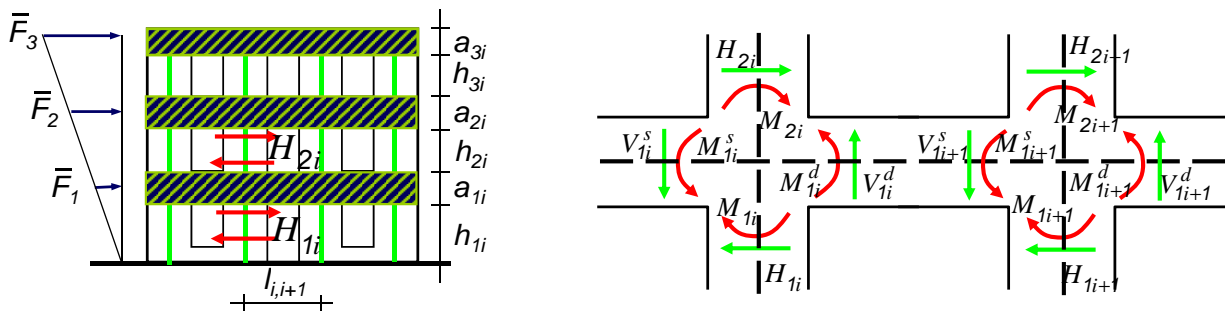 F̅₃
a₃ᵢ
h₃ᵢ
F̅₂
a₂ᵢ
H₂ᵢ
h₂ᵢ
F̅₁
a₁ᵢ
H₁ᵢ
h₁ᵢ
lᵢ,ᵢ₊₁
H₂ᵢ
H₂ᵢ₊₁
M₂ᵢ
M₂ᵢ₊₁
V₁ᵢˢ
M₁ᵢˢ
V₁ᵢ₊₁ˢ
M₁ᵢ₊₁ˢ
M₁ᵢᵈ
V₁ᵢᵈ
M₁ᵢ₊₁ᵈ
V₁ᵢ₊₁ᵈ
M₁ᵢ
M₁ᵢ₊₁
H₁ᵢ
H₁ᵢ₊₁